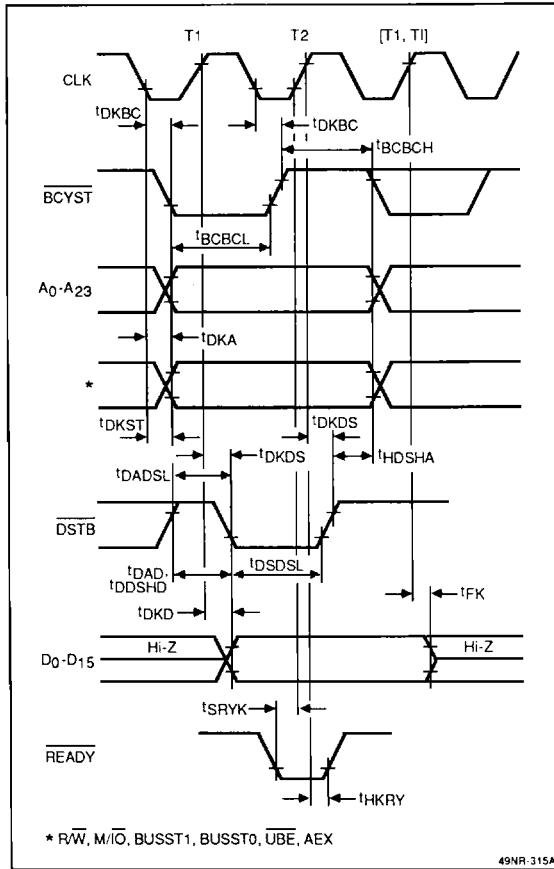 T1 T2 [T1, TI]
CLK
tDKBC tDKBC
tBCBCH
BCYST
tBCBCL
A0-A23
tDKA
*
tDKST tDKDS
tDKDS tHDSHA
tDADSL
DSTB
tDAD, tDSDSL
tDDSHD
tFK
tDKD
Hi-Z Hi-Z
D0-D15
tSRYK
READY
tHKRY
* R/W, M/IO, BUSST1, BUSST0, UBE, AEX
49NR-315A